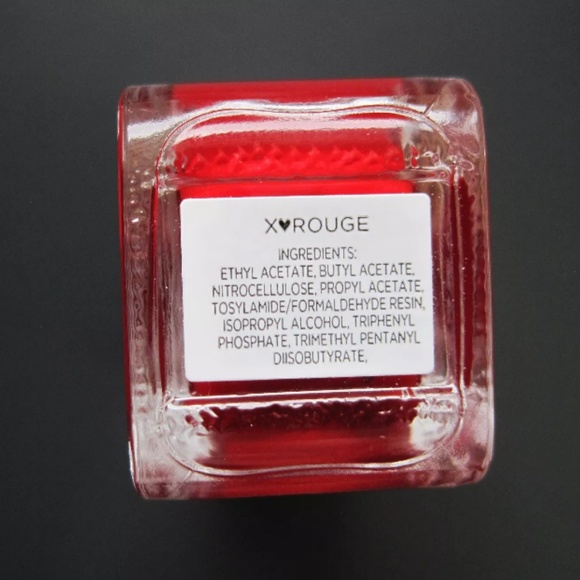 X♥ROUGE
INGREDIENTS:
ETHYL ACETATE, BUTYL ACETATE,
NITROCELLULOSE, PROPYL ACETATE,
TOSYLAMIDE/FORMALDEHYDE RESIN,
ISOPROPYL ALCOHOL, TRIPHENYL
PHOSPHATE, TRIMETHYL PENTANYL
DIISOBUTYRATE,